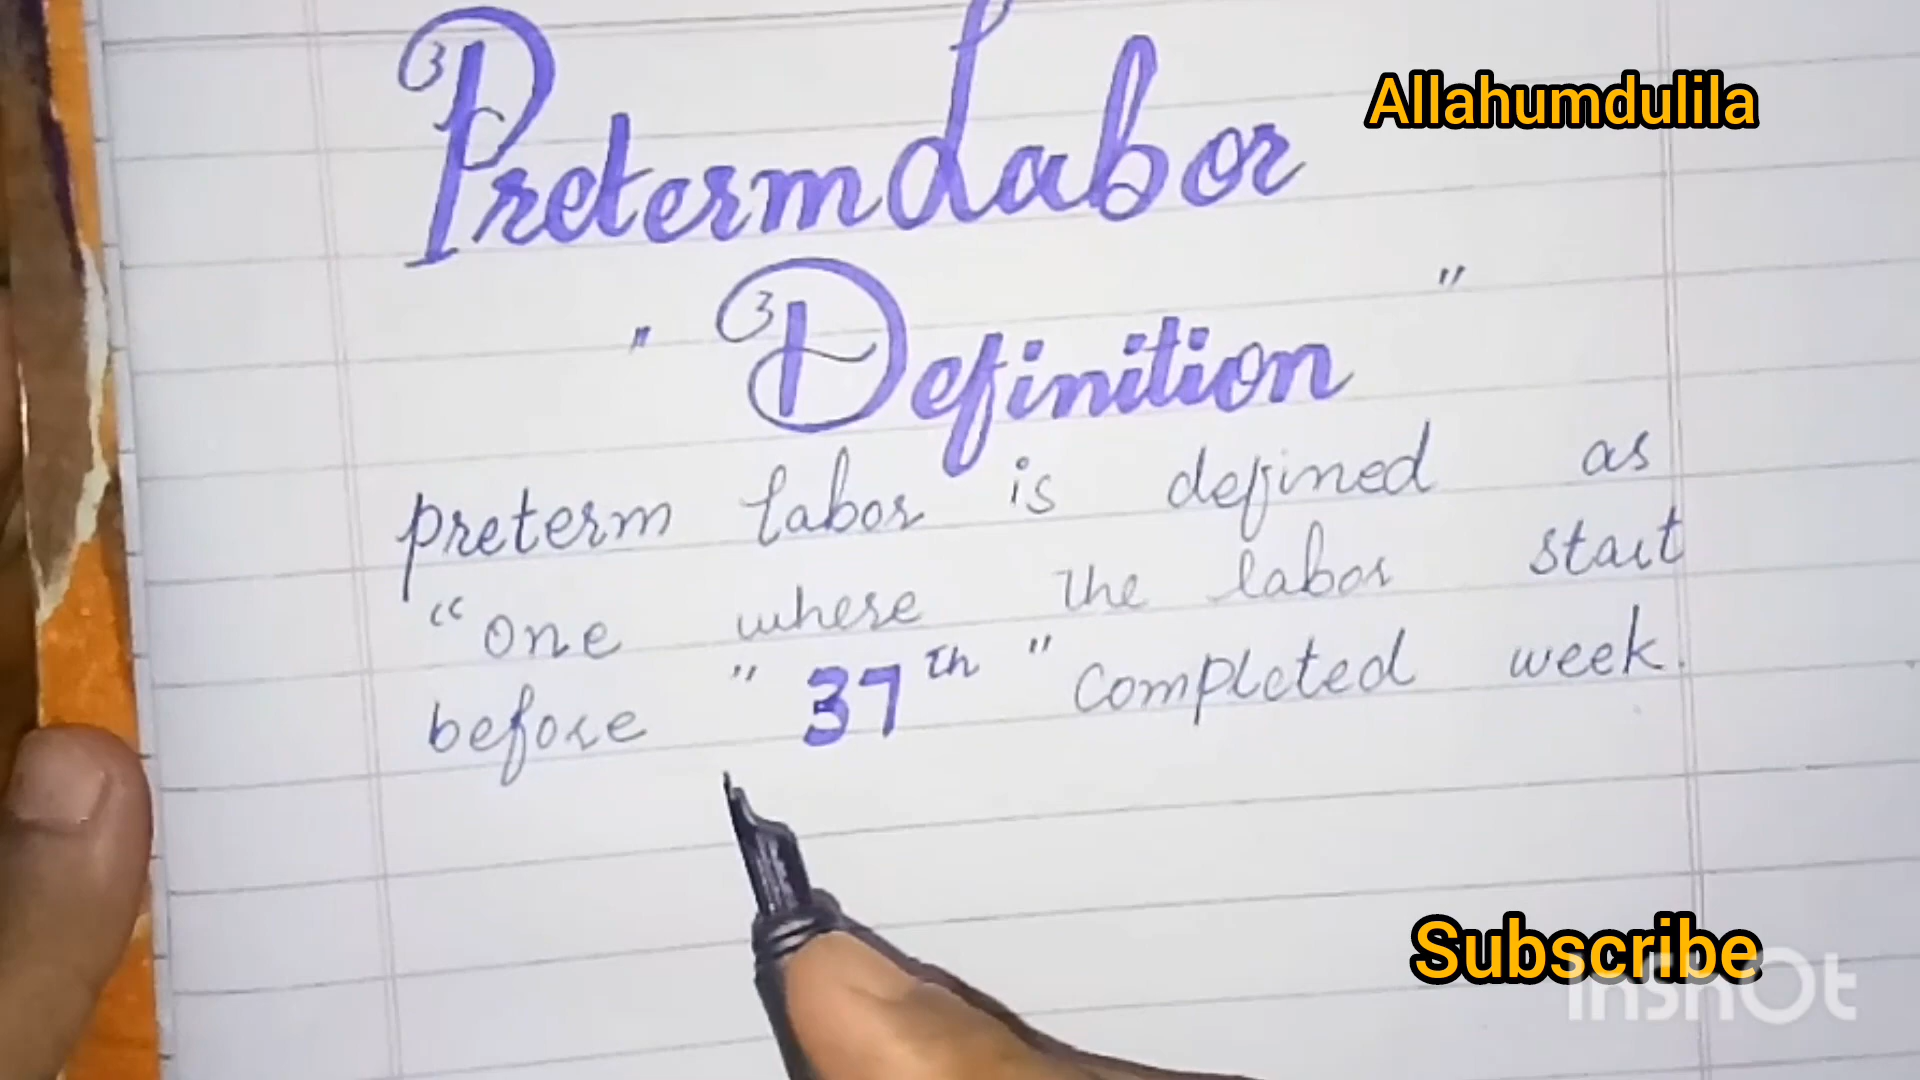 Preterm Labor
Allahumdulila
" Definition "
preterm labor is defined as
"one where the labor start
before " 37th " completed week.
Subscribe
InShOt